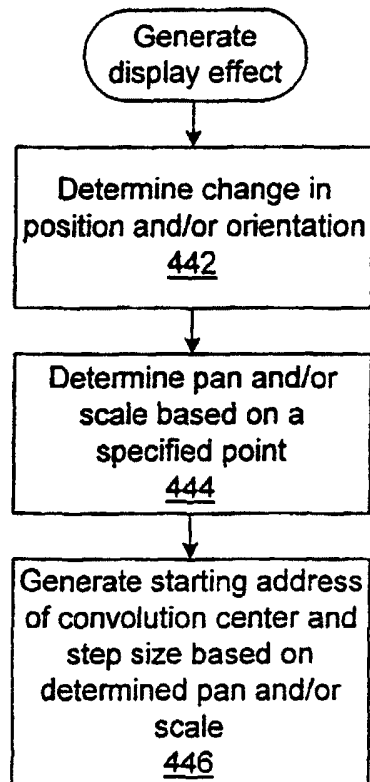 Generate
display effect
Determine change in
position and/or orientation
442
Determine pan and/or
scale based on a
specified point
444
Generate starting address
of convolution center and
step size based on
determined pan and/or
scale
446